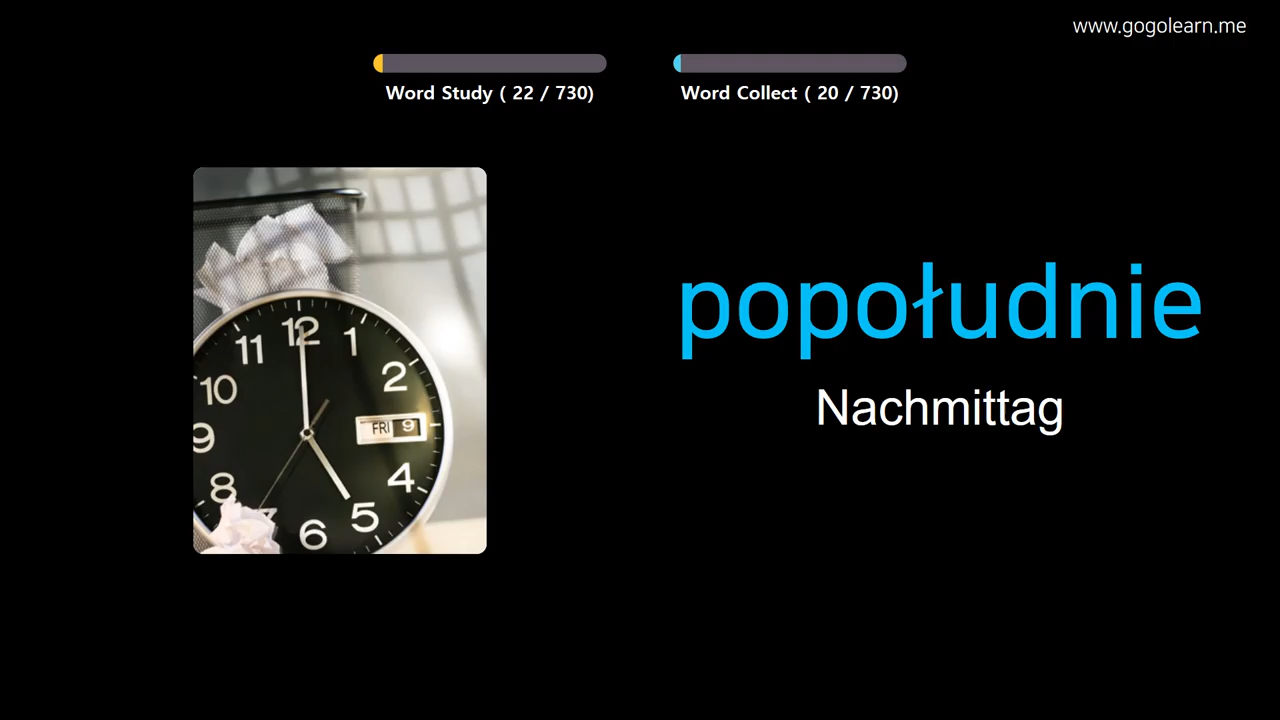 www.gogolearn.me
Word Study ( 22 / 730)
Word Collect ( 20 / 730)
popołudnie
Nachmittag
12
11
1
10
2
9
FRI 9
8
4
7
5
6